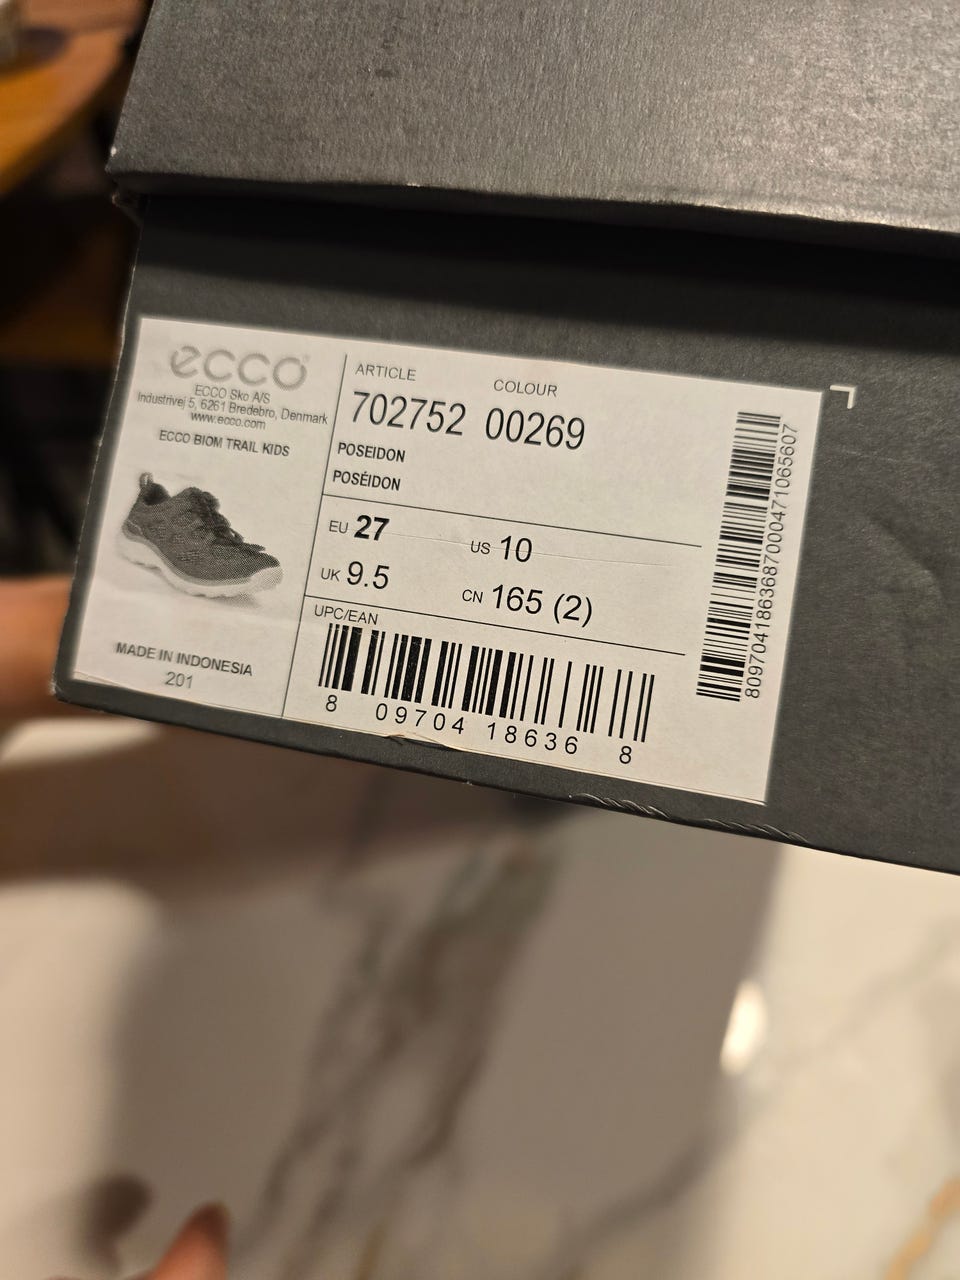 ecco
ECCO Sko A/S
Industrivej 5, 6261 Bredebro, Denmark
www.ecco.com
ECCO BIOM TRAIL KIDS
MADE IN INDONESIA
201
ARTICLE COLOUR
702752 00269
POSEIDON
POSÉIDON
EU 27 US 10
UK 9.5 CN 165 (2)
UPC/EAN
8 09704 18636 8
809704186368700047106560​7